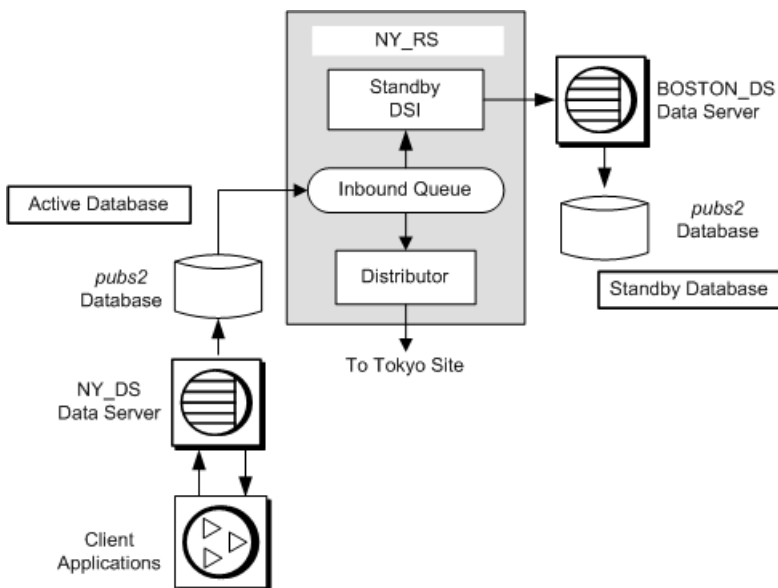 NY_RS
Standby
DSI
BOSTON_DS
Data Server
Inbound Queue
Active Database
pubs2
Database
pubs2
Database
Distributor
Standby Database
To Tokyo Site
NY_DS
Data Server
Client
Applications